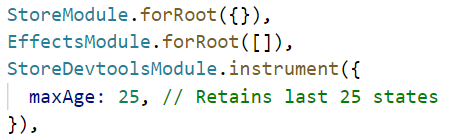 StoreModule.forRoot({}),
EffectsModule.forRoot([]),
StoreDevtoolsModule.instrument({
  maxAge: 25, // Retains last 25 states
}),